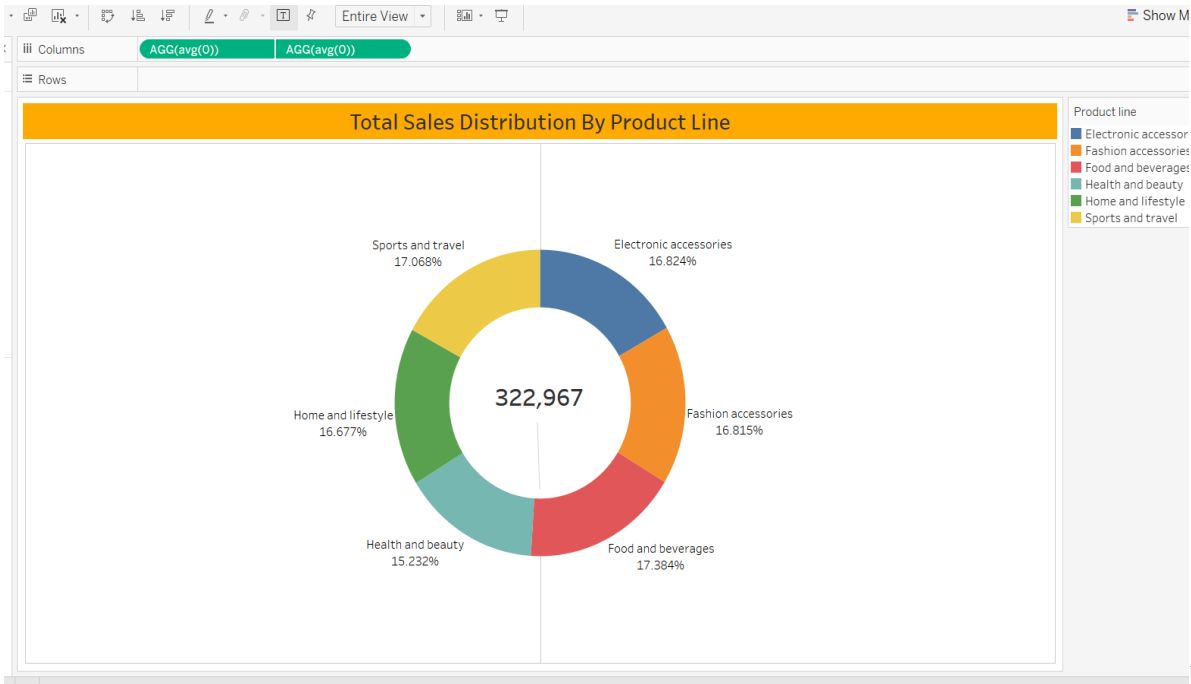 Entire View
Show M
Columns
AGG(avg(0))
AGG(avg(0))
Rows
Total Sales Distribution By Product Line
Product line
Electronic accessor
Fashion accessories
Food and beverages
Health and beauty
Home and lifestyle
Sports and travel
Sports and travel
17.068%
Electronic accessories
16.824%
322,967
Home and lifestyle
16.677%
Fashion accessories
16.815%
Health and beauty
15.232%
Food and beverages
17.384%